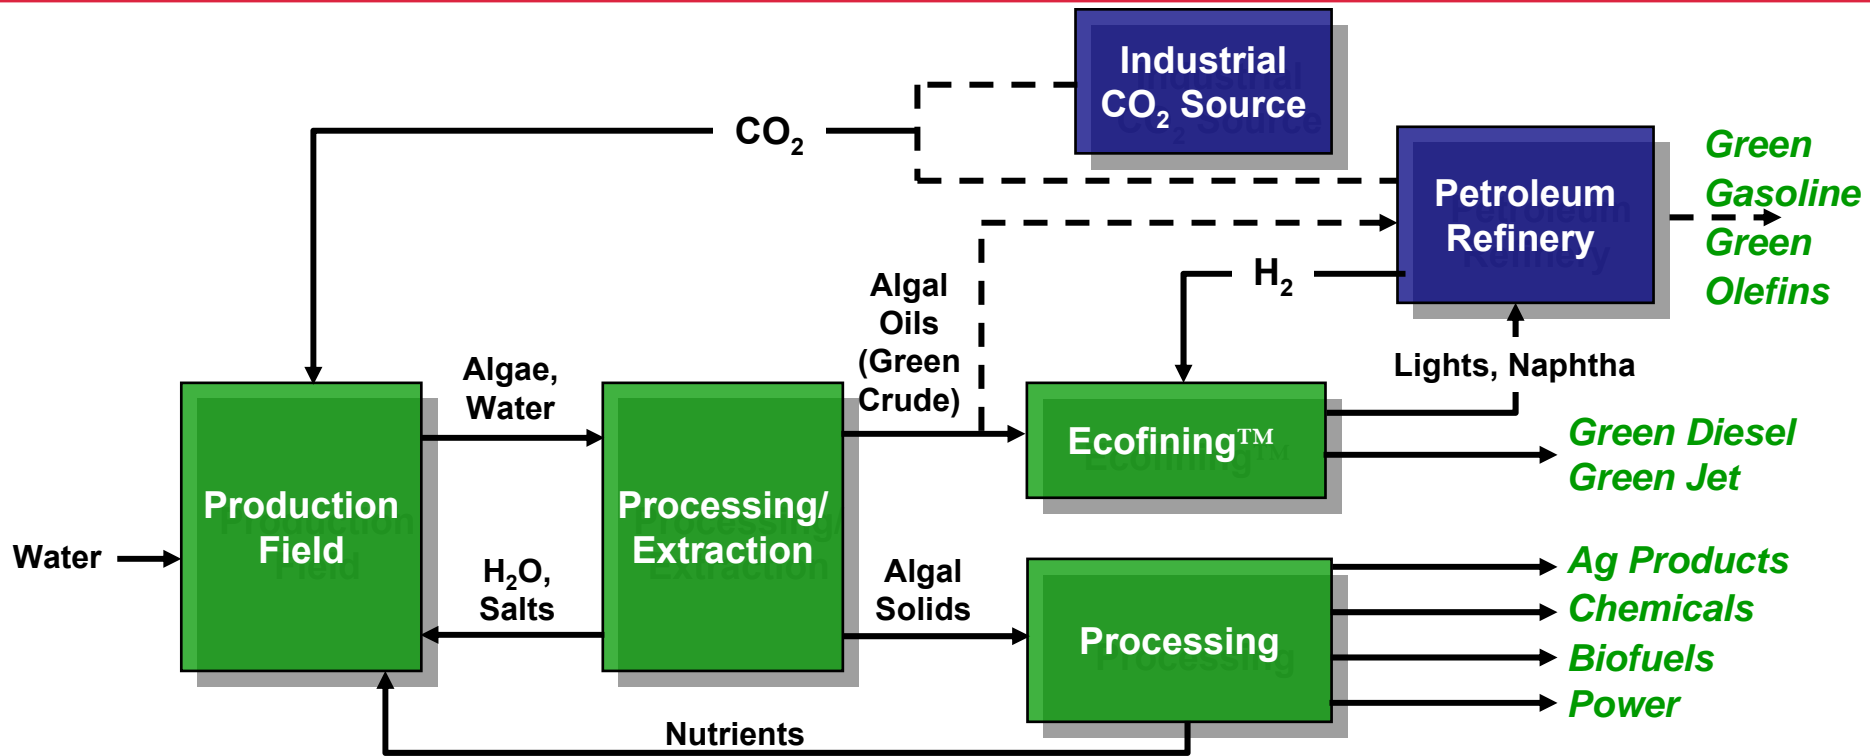 Industrial
CO₂ Source
CO₂
Petroleum
Refinery
Green
Gasoline
Green
Olefins
H₂
Algal
Oils
(Green
Crude)
Lights, Naphtha
Algae,
Water
Ecofining™
Green Diesel
Green Jet
Production
Field
Processing/
Extraction
Water
H₂O,
Salts
Algal
Solids
Processing
Ag Products
Chemicals
Biofuels
Power
Nutrients